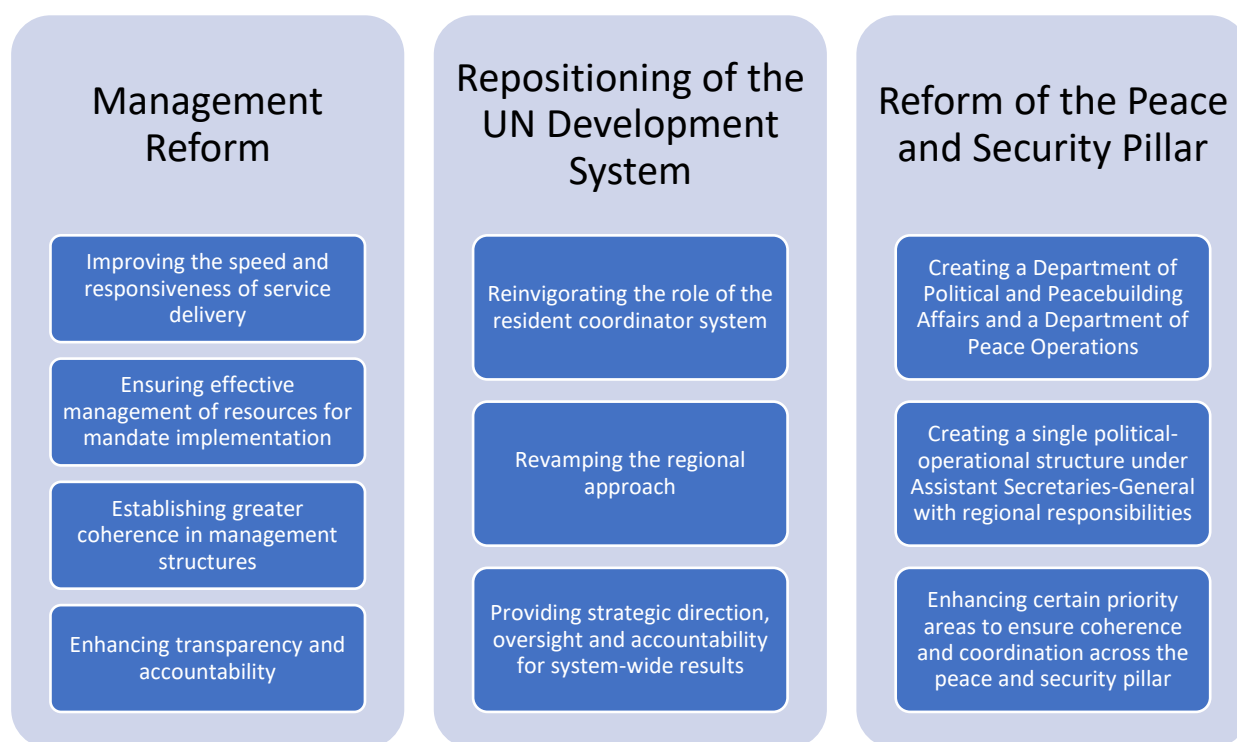 Management
Reform
Improving the speed and
responsiveness of service
delivery
Ensuring effective
management of resources for
mandate implementation
Establishing greater
coherence in management
structures
Enhancing transparency and
accountability
Repositioning of the
UN Development
System
Reinvigorating the role of the
resident coordinator system
Revamping the regional
approach
Providing strategic direction,
oversight and accountability
for system-wide results
Reform of the Peace
and Security Pillar
Creating a Department of
Political and Peacebuilding
Affairs and a Department of
Peace Operations
Creating a single political-
operational structure under
Assistant Secretaries-General
with regional responsibilities
Enhancing certain priority
areas to ensure coherence
and coordination across the
peace and security pillar